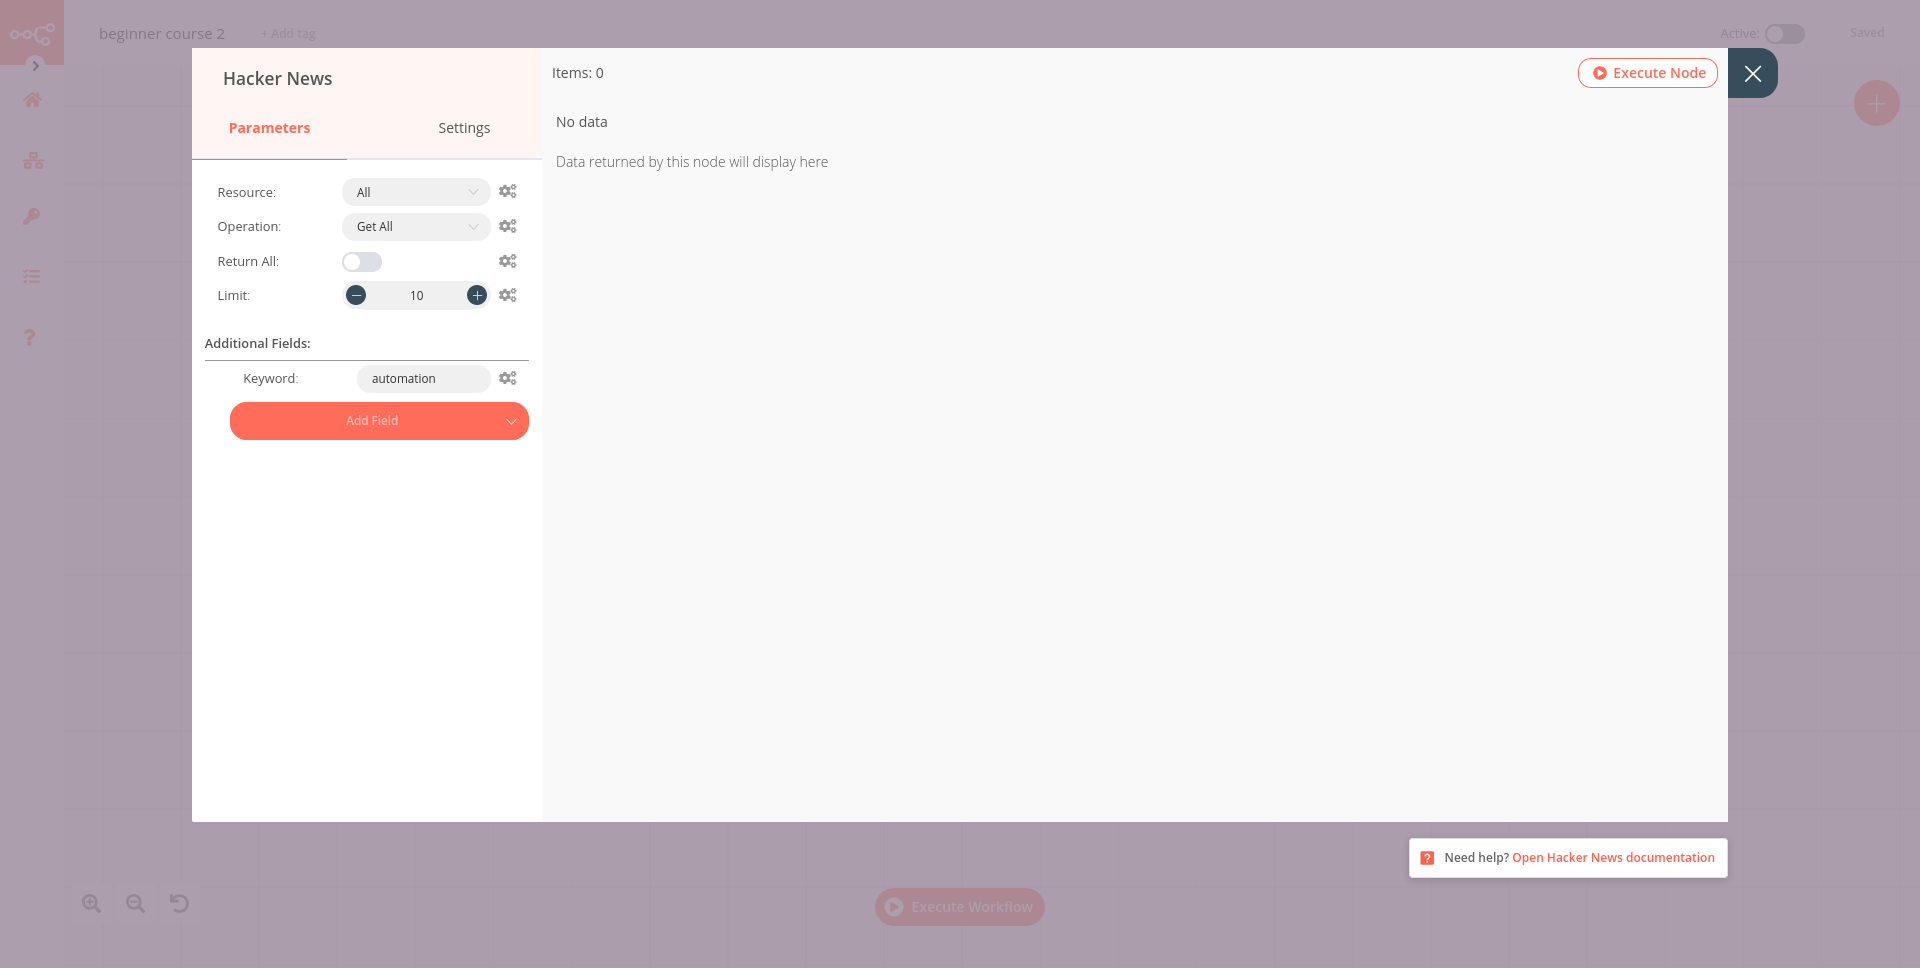 beginner course 2
+ Add tag
Active:
Saved
Hacker News
Parameters
Settings
Resource:
All
Operation:
Get All
Return All:
Limit:
10
Additional Fields:
Keyword:
automation
Add Field
Items: 0
Execute Node
No data
Data returned by this node will display here
Need help? Open Hacker News documentation
Execute Workflow